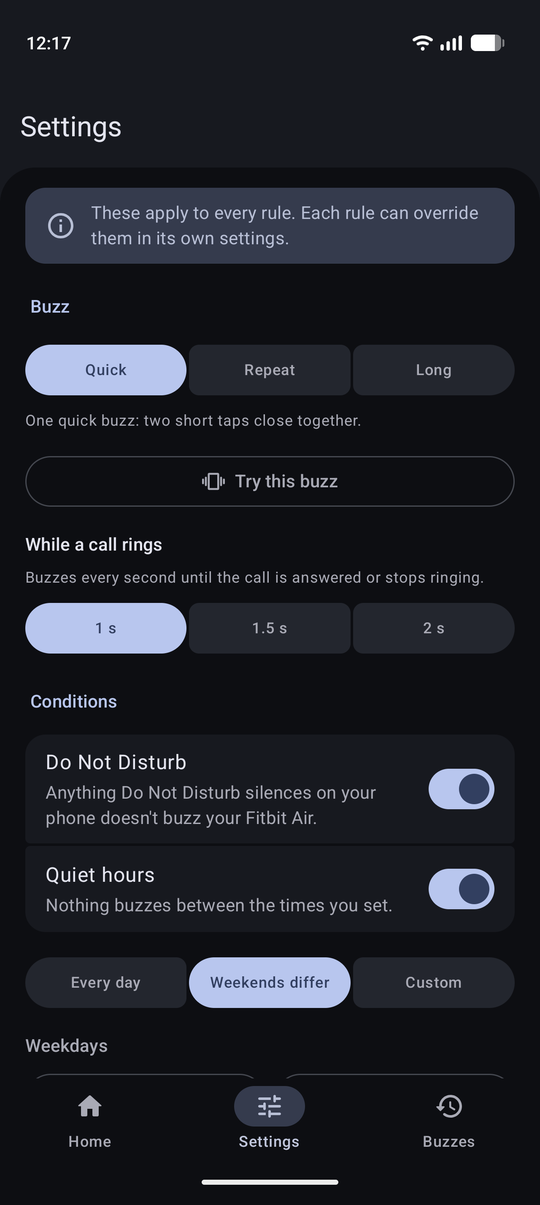 12:17
Settings
These apply to every rule. Each rule can override
them in its own settings.
Buzz
Quick
Repeat
Long
One quick buzz: two short taps close together.
Try this buzz
While a call rings
Buzzes every second until the call is answered or stops ringing.
1 s
1.5 s
2 s
Conditions
Do Not Disturb
Anything Do Not Disturb silences on your
phone doesn't buzz your Fitbit Air.
Quiet hours
Nothing buzzes between the times you set.
Every day
Weekends differ
Custom
Weekdays
Home
Settings
Buzzes